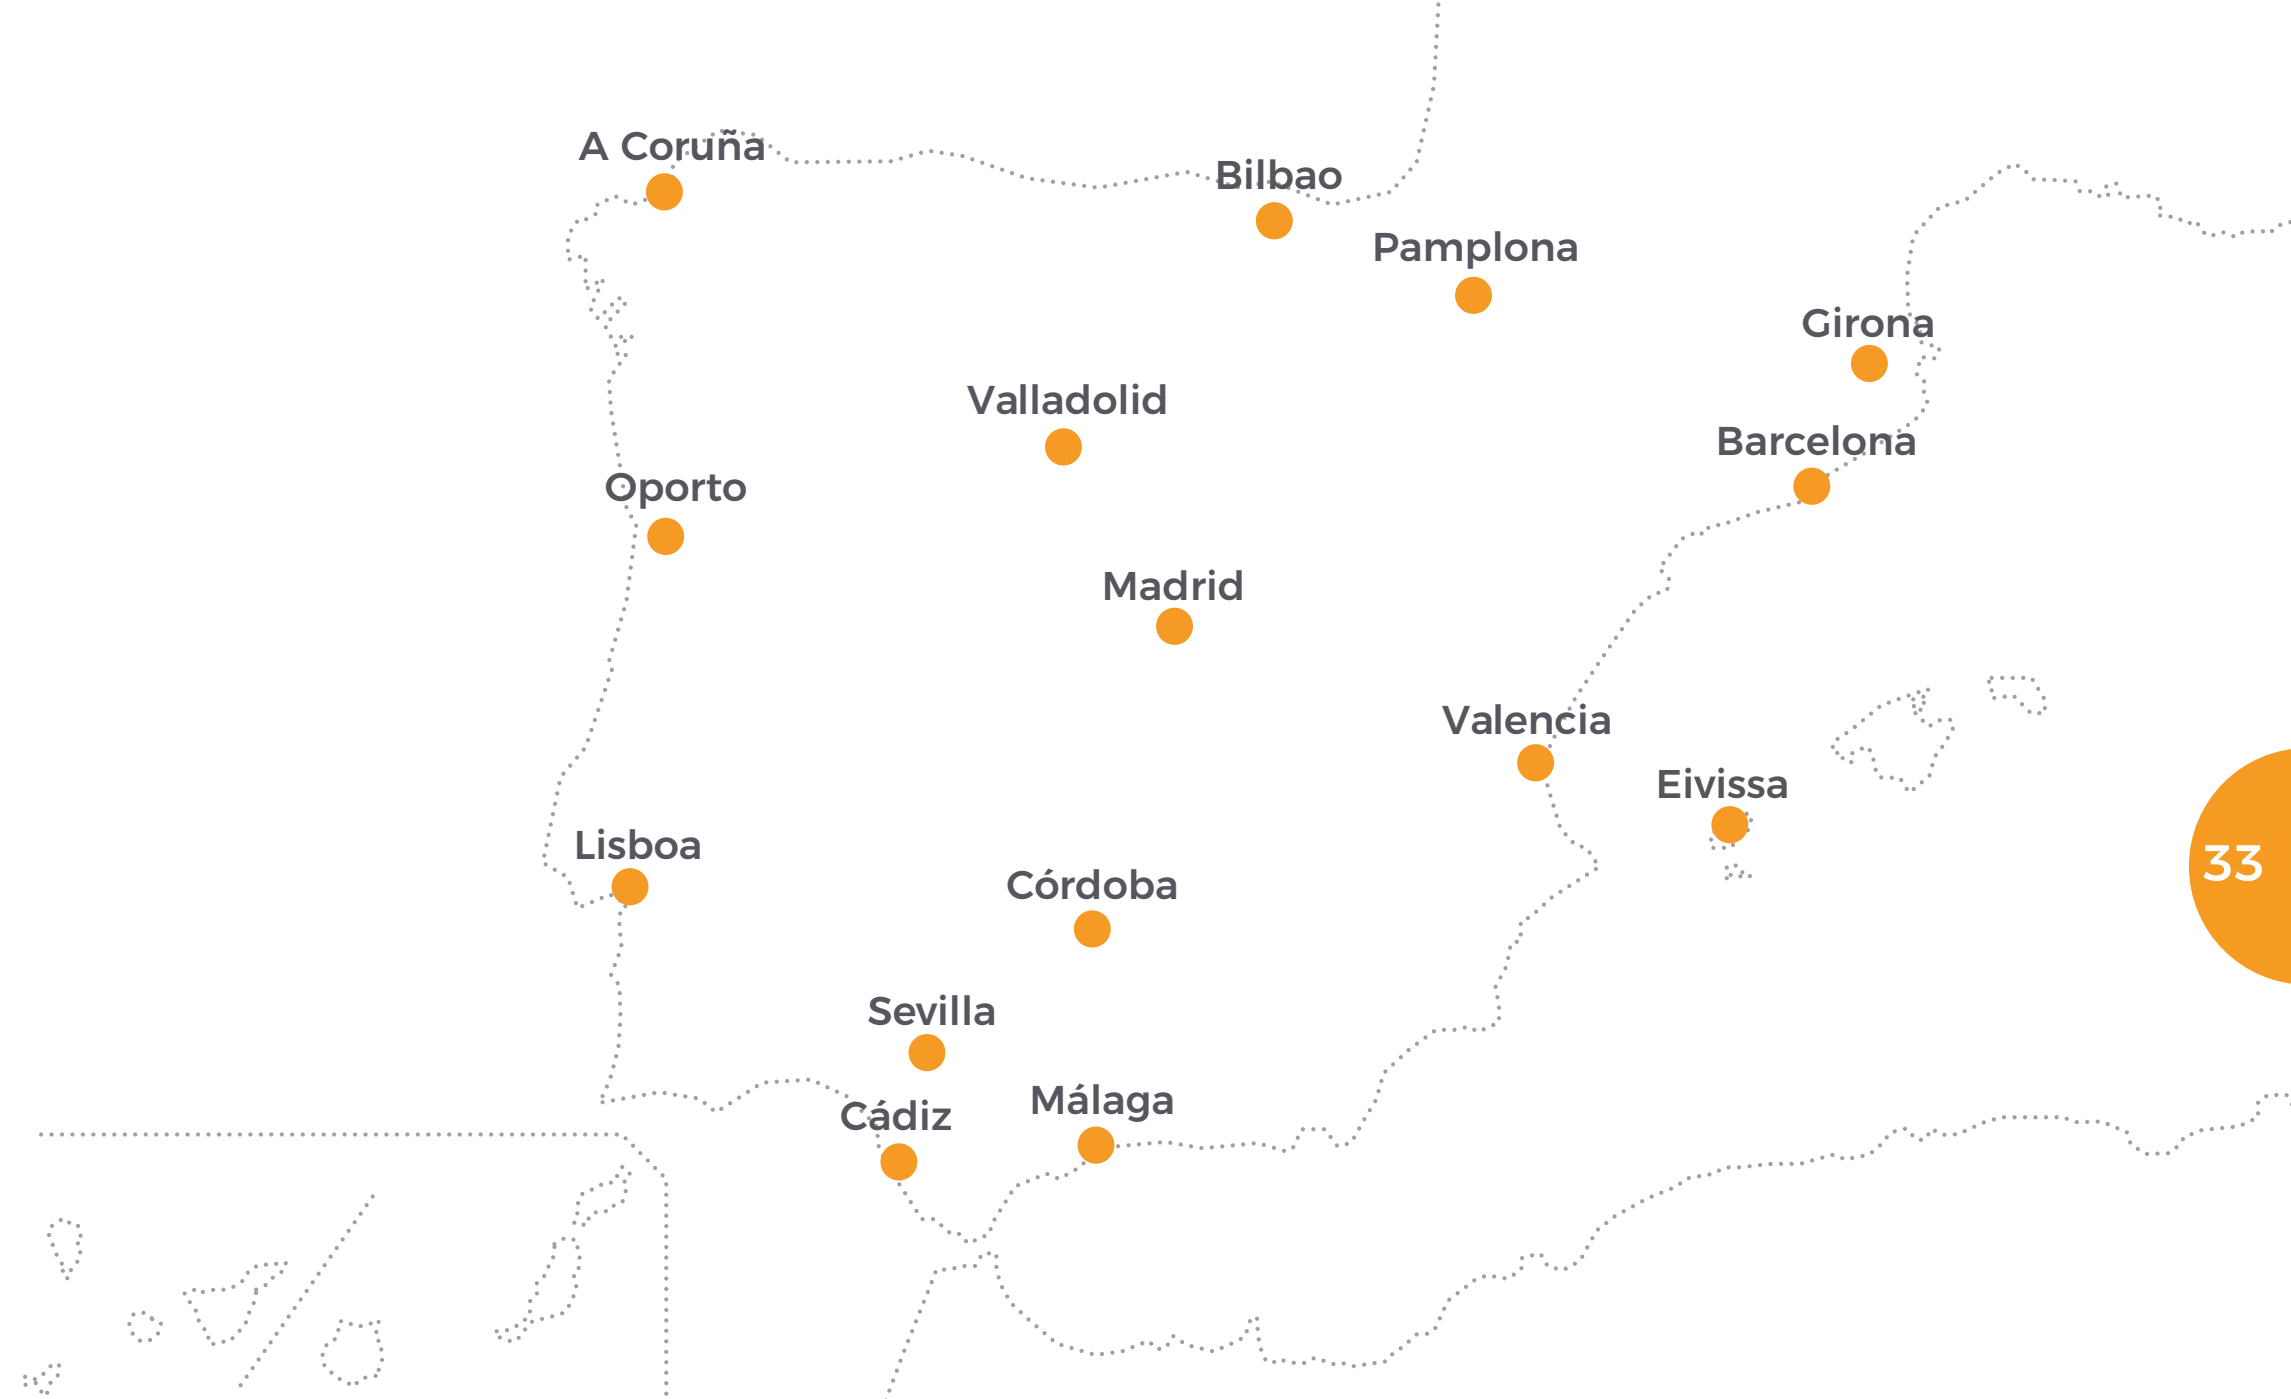 A Coruña
Bilbao
Pamplona
Girona
Valladolid
Barcelona
Oporto
Madrid
Valencia
Eivissa
Lisboa
33
Córdoba
Sevilla
Málaga
Cádiz